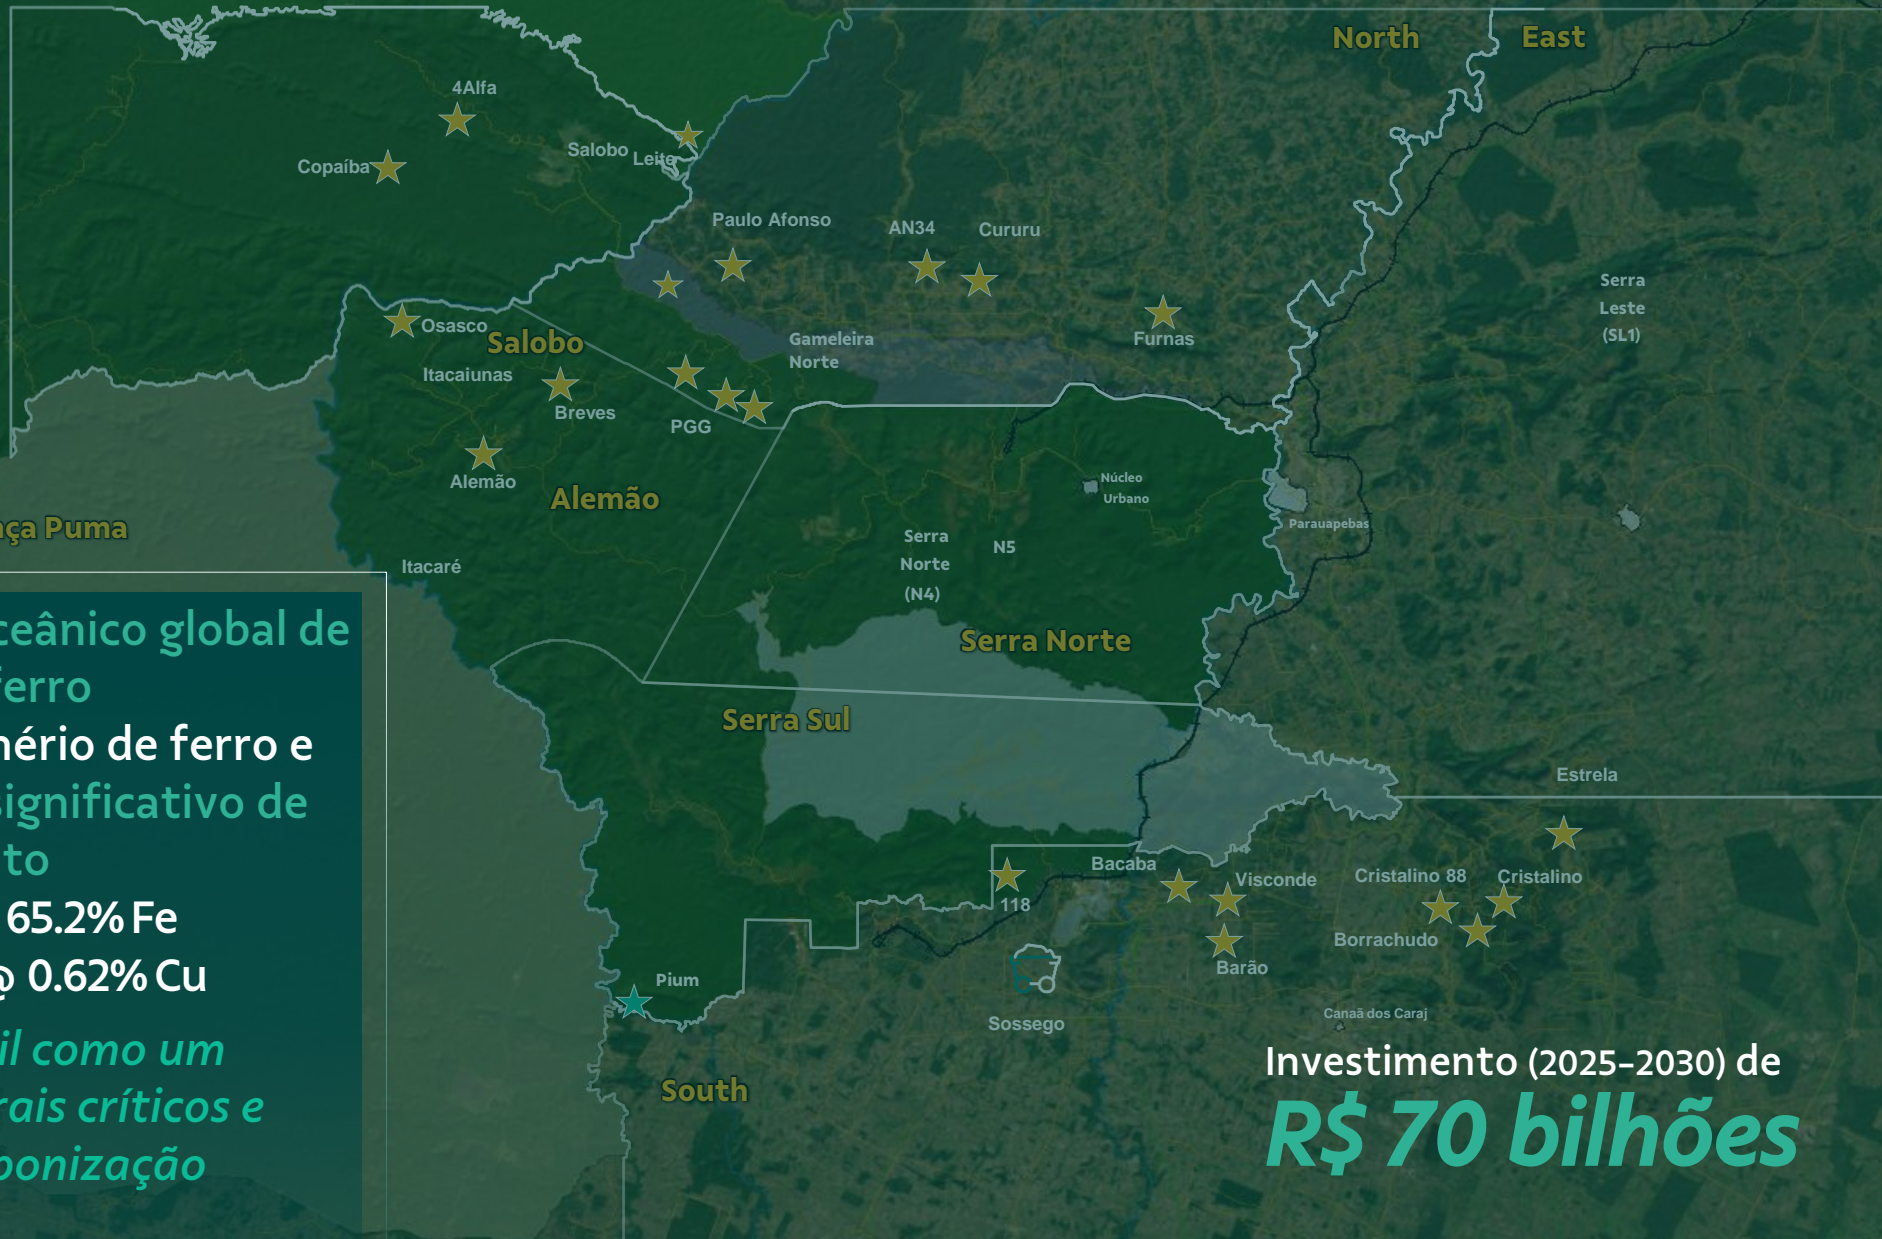 North
East
4Alfa
Salobo
Leite
Copaíba
Paulo Afonso
AN34
Cururu
Serra
Leste
(SL1)
Osasco
Salobo
Gameleira
Norte
Furnas
Itacaiunas
Breves
PGG
Alemão
Alemão
Núcleo
Urbano
Parauapebas
aça Puma
Serra
Norte
(N4)
N5
Itacaré
Serra Norte
Serra Sul
ceânico global de
ferro
nério de ferro e
significativo de
to
65.2% Fe
@ 0.62% Cu
il como um
rais críticos e
bonização
Estrela
Bacaba
Visconde
Cristalino 88
Cristalino
118
Borrachudo
Barão
Pium
Sossego
Canaã dos Caraj
South
Investimento (2025-2030) de
R$ 70 bilhões